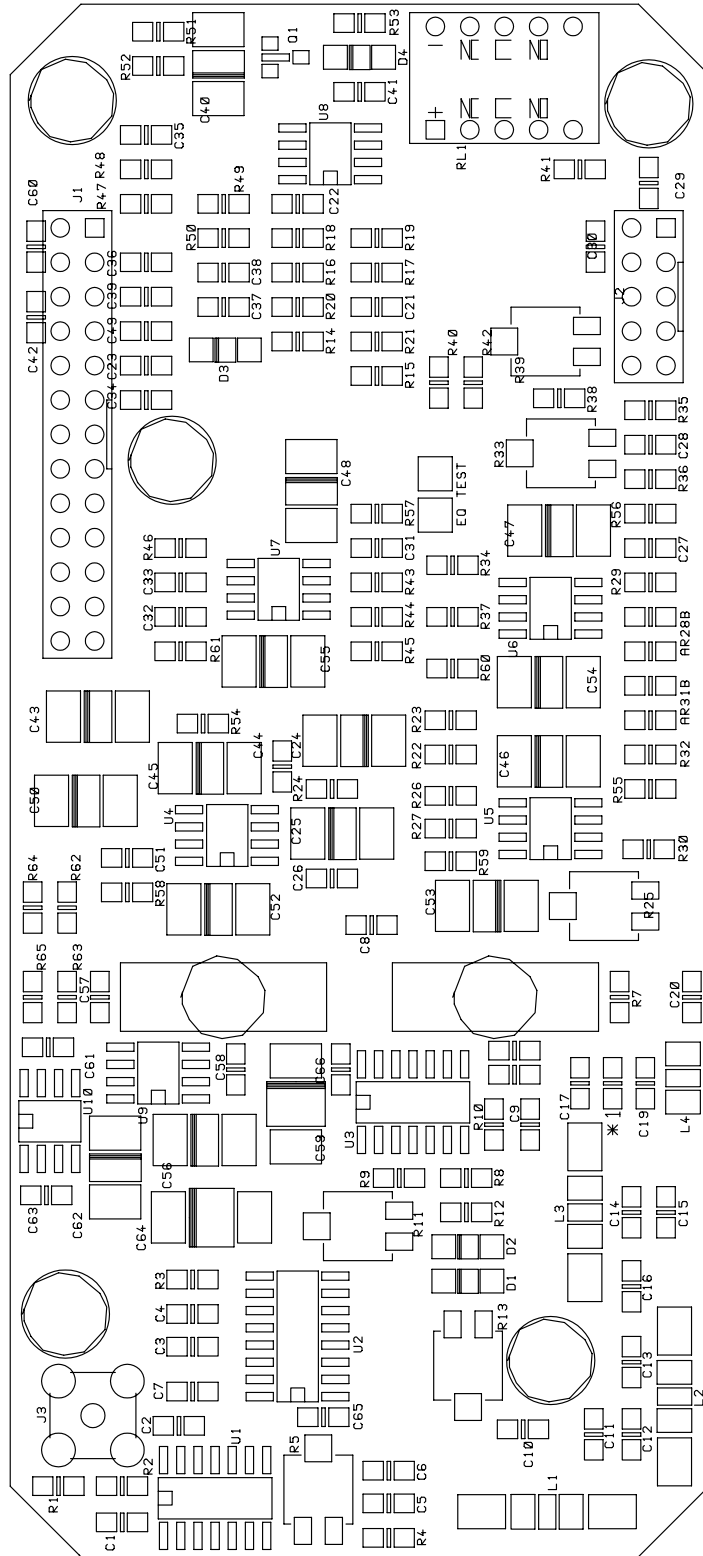 R53
R51
Q1
D4
R52
C40
C41
U8
C35
RL1
R41
C29
R48
R47
J1
C60
R49
C22
R50
R18
R19
C30
C36
C38
R16
R17
J2
C39
C37
R20
C21
C42
C49
R14
R21
R40
R42
R39
D3
C23
R15
C34
R38
R35
R33
C28
C48
EQ TEST
R36
C47
R57
R56
R46
U7
C31
C27
C33
R43
R34
R29
C32
R44
R37
U6
AR28B
R61
C55
R45
R60
C54
AR31B
C43
R54
C44
C24
R23
C45
R22
C46
R32
C50
R24
R26
R55
U4
C25
R27
U5
R64
R62
C51
C26
R59
R30
R58
C52
C8
C53
R25
R65
R63
C57
R7
C20
C61
U10
U9
C58
C66
U3
R10
C9
C17
*1
C19
L4
C63
C62
C56
C59
R9
R8
C64
R11
R12
L3
C14
C15
D2
R3
D1
C16
C4
R13
C3
U2
C13
L2
J3
C7
C2
C65
C10
C11
C12
R1
R2
U1
R5
C6
C1
C5
L1
R4
+
-
NC
C
NO
NC
C
NO